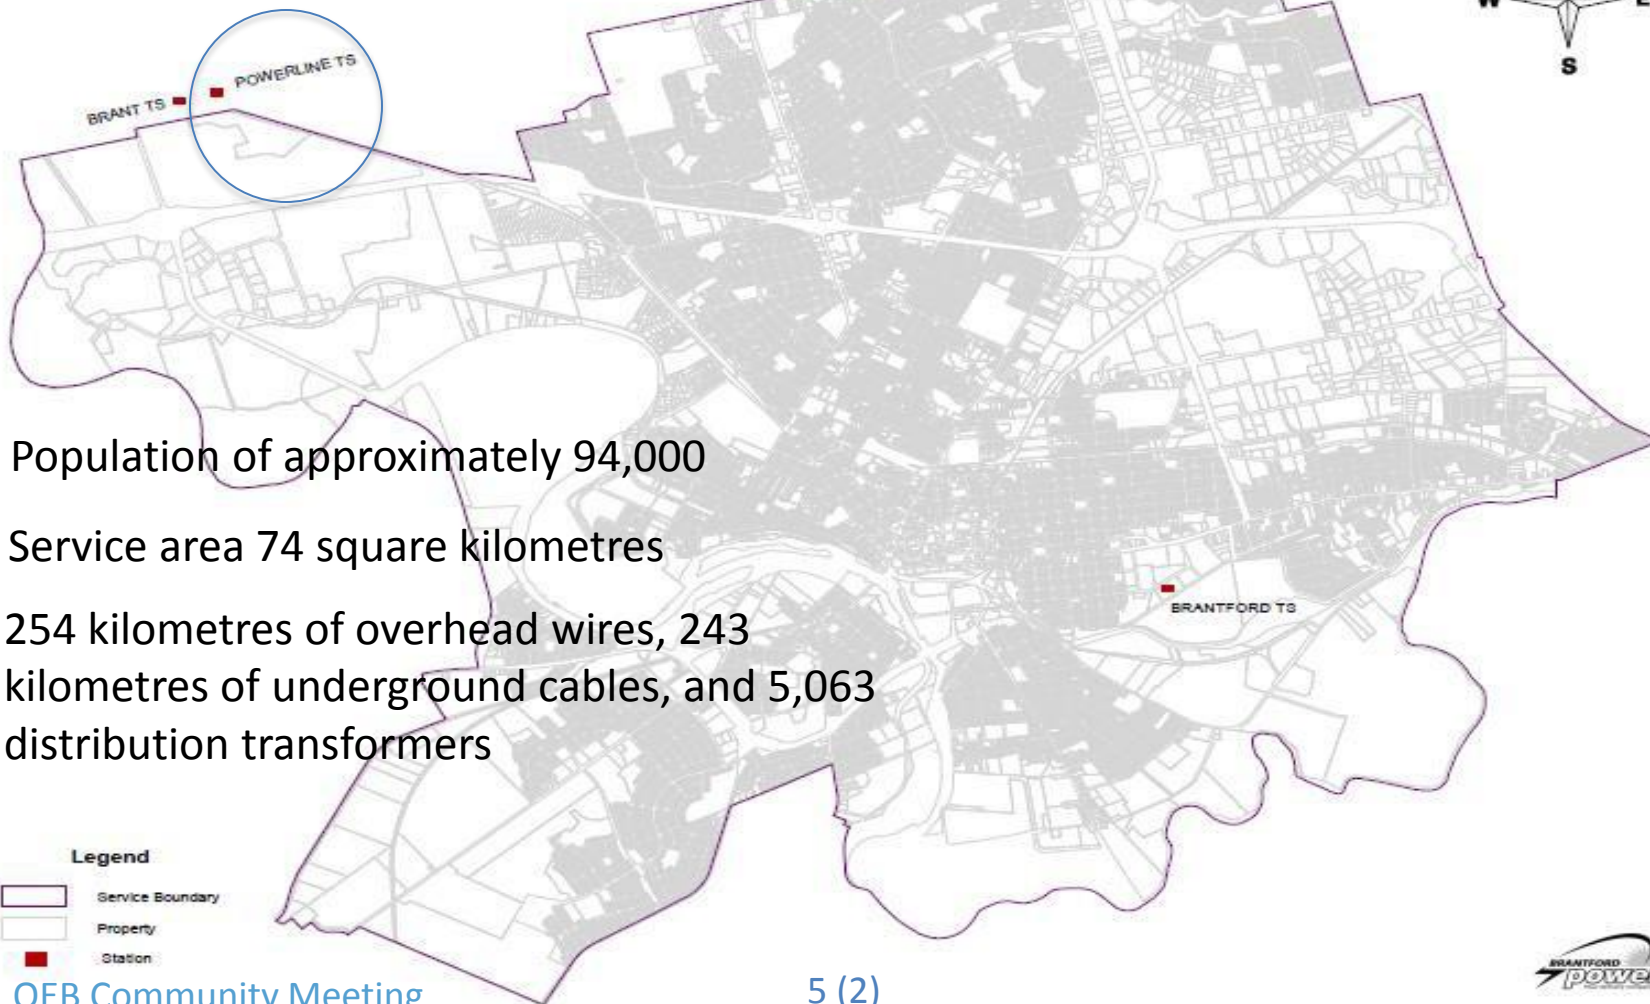 W
E
S
POWERLINE TS
BRANT TS
Population of approximately 94,000
Service area 74 square kilometres
254 kilometres of overhead wires, 243
kilometres of underground cables, and 5,063
distribution transformers
BRANTFORD TS
Legend
Service Boundary
Property
Station
OEB Community Meeting
5 (2)
BRANTFORD
power